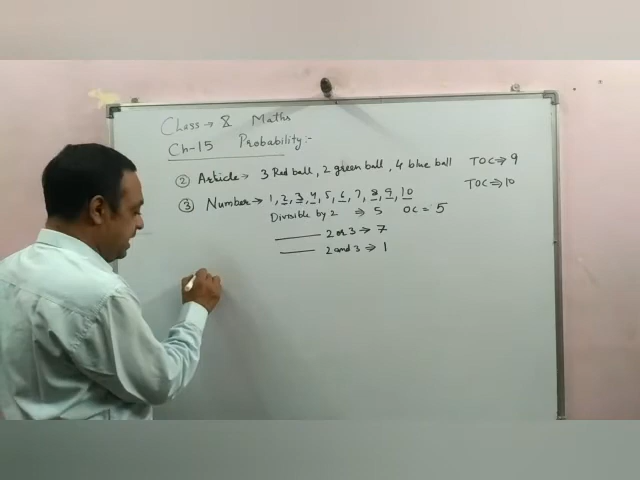 Class → 8 Maths
Ch-15 Probability:-
② Article → 3 Red ball, 2 green ball, 4 blue ball TOC ⇒ 9
③ Number → 1, 2, 3, 4, 5, 6, 7, 8, 9, 10 TOC ⇒ 10
Divisible by 2 ⇒ 5 OC = 5
——— 2 or 3 → 7
——— 2 and 3 ⇒ 1